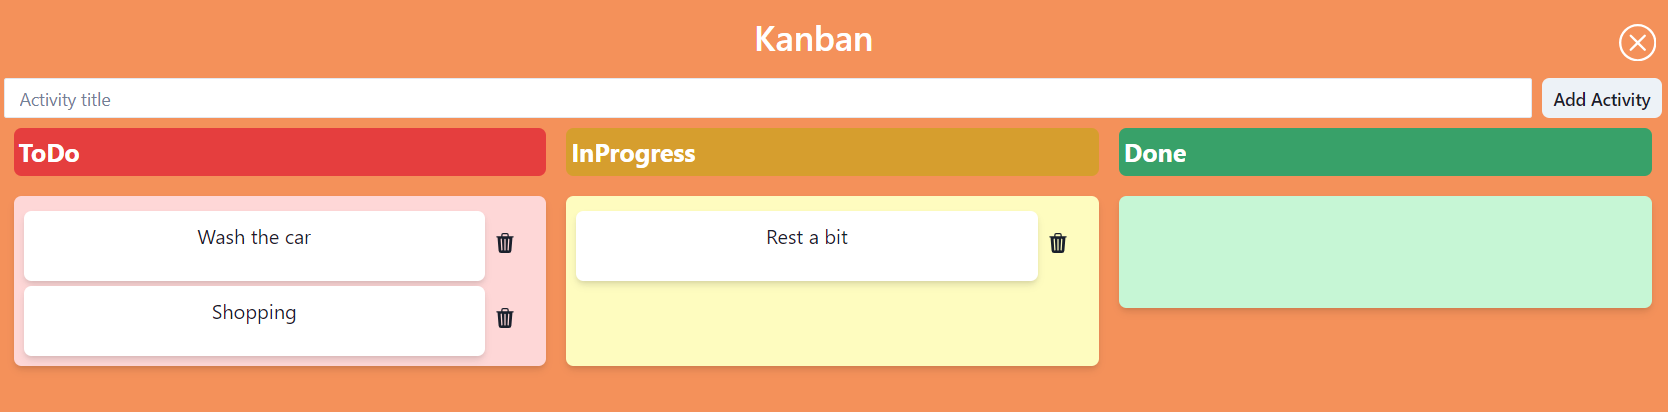 Kanban
Activity title
Add Activity
ToDo
InProgress
Done
Wash the car
Rest a bit
Shopping